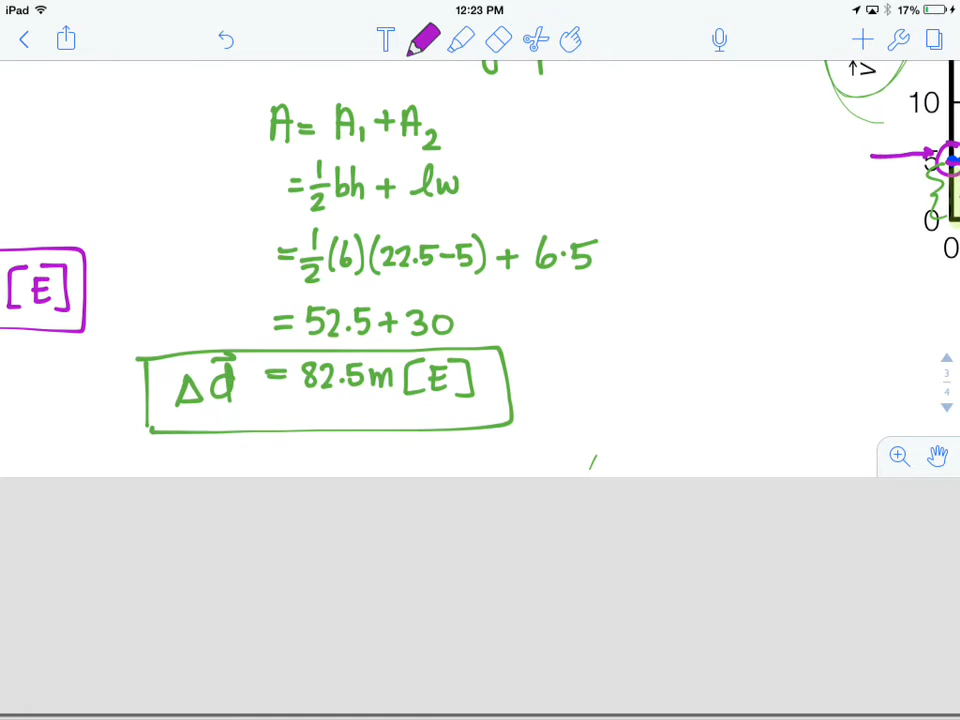 iPad 12:23 PM 17%
T
↑>
10
A = A₁ + A₂
5
= 1/2 bh + lw
0
0
= 1/2 (6)(22.5-5) + 6·5
[E]
= 52.5 + 30
Δd⃗ = 82.5m [E]
3
4